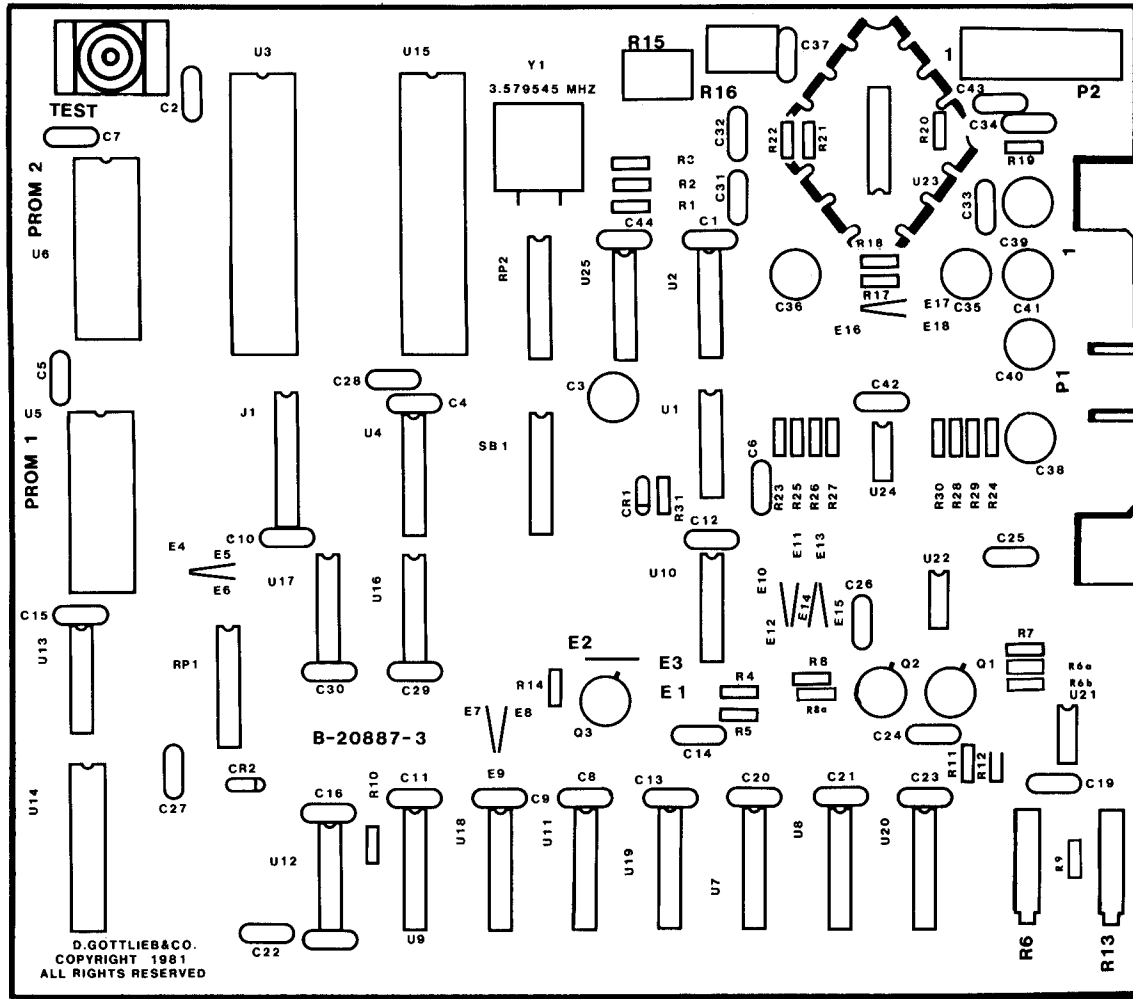 U3
U15
Y1
R15
C37
1
3.579545 MHZ
R16
P2
TEST
C2
C43
C7
C32
C34
R22
R21
R20
R19
PROM 2
R3
R2
R1
C31
U23
C33
U6
C44
C1
C39
1
RP2
U25
U2
R18
R17
C36
C35
C41
E17
E16
E18
C5
C28
C3
C40
P1
U5
J1
C4
U4
U1
C42
PROM 1
SB1
C6
C38
CR1
R31
R23
R25
R26
R27
U24
R30
R28
R29
R24
C10
C12
E11
E13
C25
E4
E5
E6
U17
U16
U10
U22
E10
E14
E12
E15
C26
C15
U13
RP1
E2
E3
E1
R7
R6a
R6b
C30
C29
R14
Q3
R4
R8
R8a
Q2
Q1
U21
R5
E7
E8
B-20887-3
C14
C24
R11
R12
C27
CR2
E9
U14
C16
R10
C11
U18
C9
C8
U11
C13
C20
C21
U8
C23
U20
C19
U12
U19
U7
R9
U9
C22
R6
R13
D.GOTTLIEB&CO.
COPYRIGHT 1981
ALL RIGHTS RESERVED